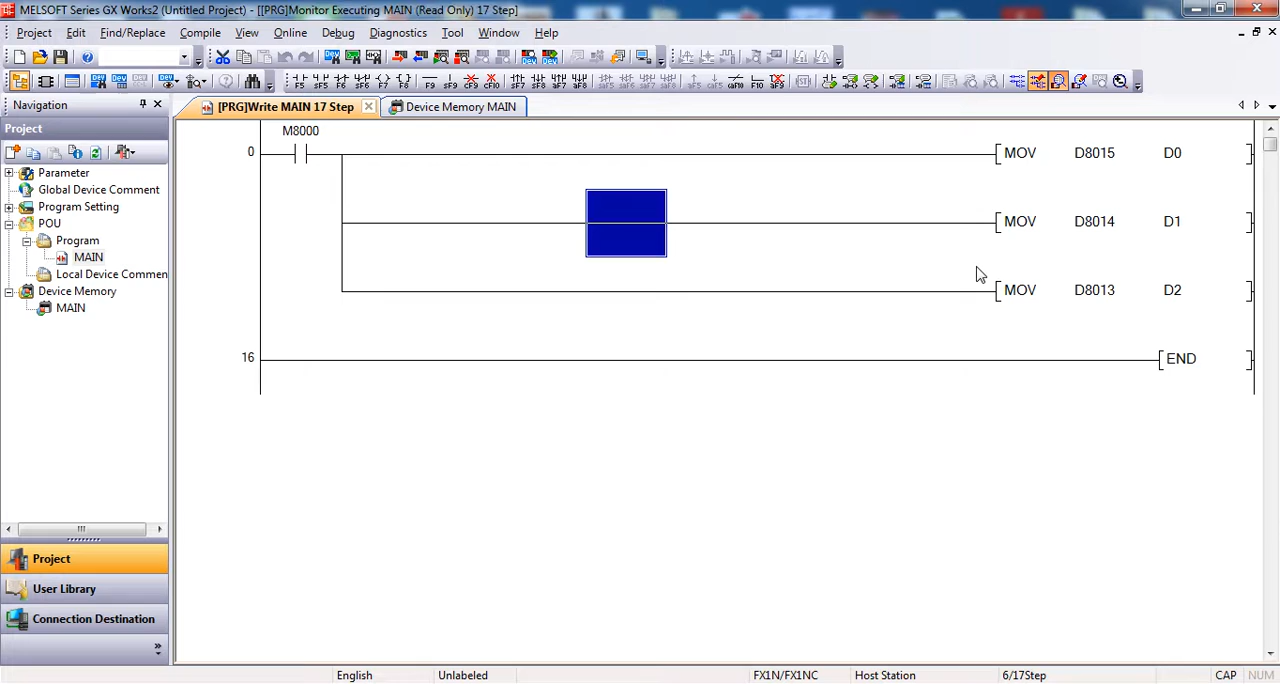 MELSOFT Series GX Works2 (Untitled Project) - [[PRG]Monitor Executing MAIN (Read Only) 17 Step]
Project Edit Find/Replace Compile View Online Debug Diagnostics Tool Window Help
Navigation
[PRG]Write MAIN 17 Step
Device Memory MAIN
Project
Parameter
Global Device Comment
Program Setting
POU
Program
MAIN
Local Device Commen
Device Memory
MAIN
Project
User Library
Connection Destination
M8000
0 MOV D8015 D0
MOV D8014 D1
MOV D8013 D2
16 END
English Unlabeled FX1N/FX1NC Host Station 6/17Step CAP NUM